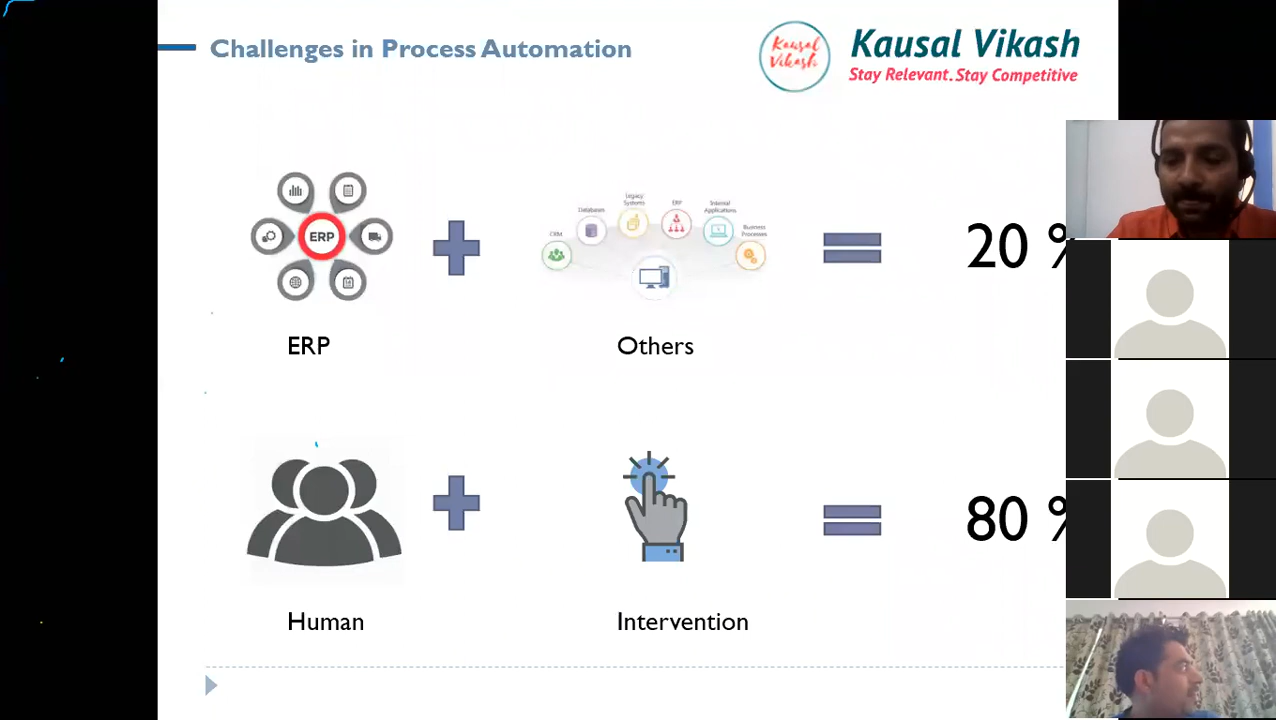 Challenges in Process Automation
Kausal
Vikash
Kausal Vikash
Stay Relevant. Stay Competitive
ERP
CRM
Databases
Legacy
Systems
ERP
Internal
Applications
Business
Processes
20 %
ERP
Others
80 %
Human
Intervention